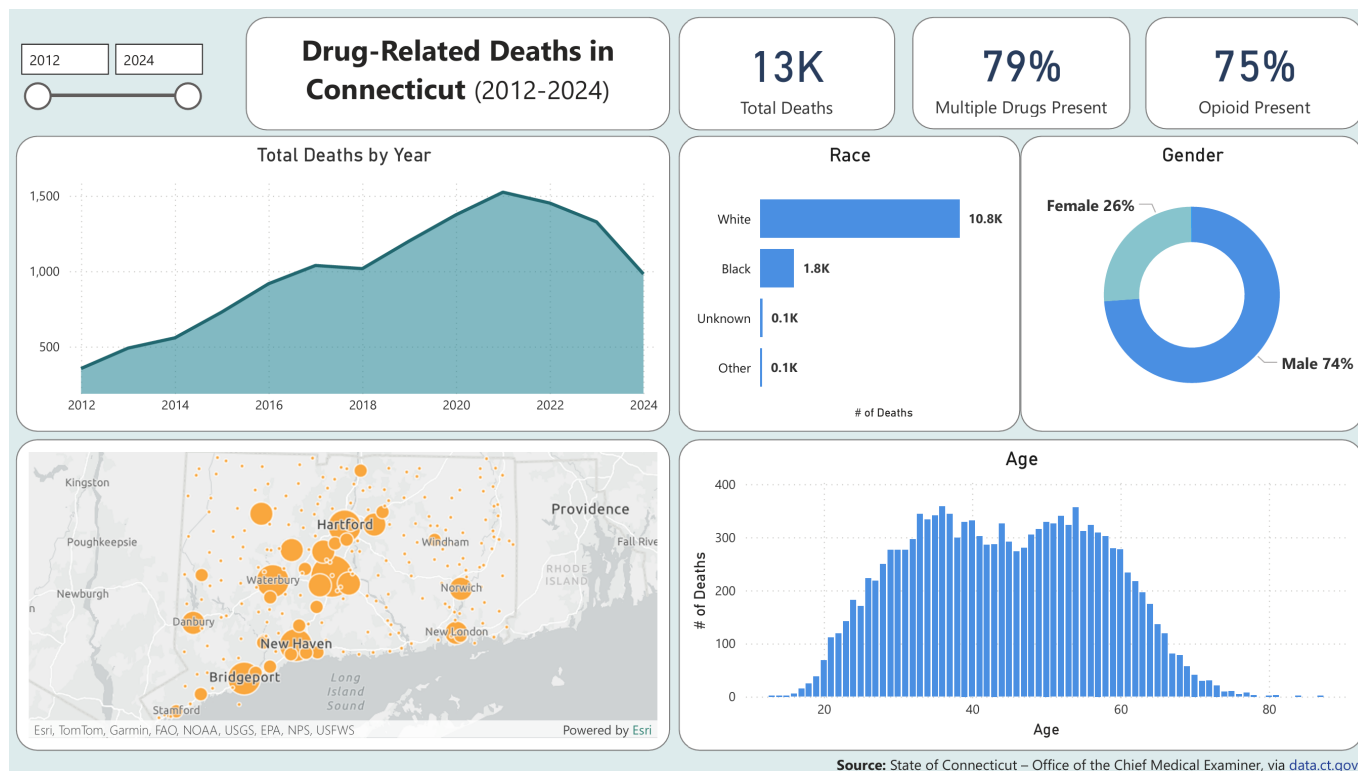 2012
2024
Drug-Related Deaths in
Connecticut (2012-2024)
13K
Total Deaths
79%
Multiple Drugs Present
75%
Opioid Present
Total Deaths by Year
1,500
1,000
500
2012
2014
2016
2018
2020
2022
2024
Race
White
10.8K
Black
1.8K
Unknown
0.1K
Other
0.1K
# of Deaths
Gender
Female 26%
Male 74%
Kingston
Poughkeepsie
Newburgh
n
Hartford
Providence
Windham
Fall Rive
RHODE
ISLAND
Waterbury
Norwich
Danbury
New London
New Haven
Bridgeport
Long
Island
Sound
Stamford
Esri, TomTom, Garmin, FAO, NOAA, USGS, EPA, NPS, USFWS
Powered by Esri
Age
400
300
200
100
0
# of Deaths
20
40
60
80
Age
Source: State of Connecticut – Office of the Chief Medical Examiner, via data.ct.gov